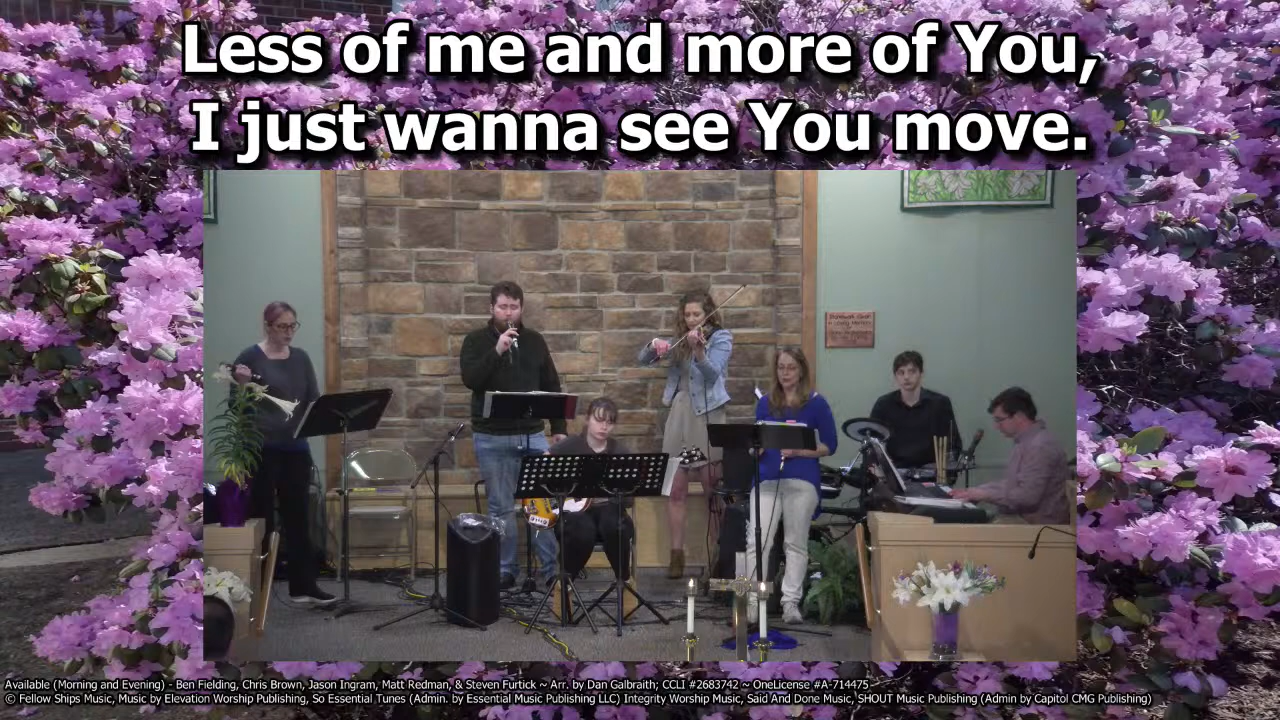 Less of me and more of You,
I just wanna see You move.
Available (Morning and Evening) - Ben Fielding, Chris Brown, Jason Ingram, Matt Redman, & Steven Furtick ~ Arr. by Dan Galbraith; CCLI #2683742 ~ OneLicense #A-714475
© Fellow Ships Music, Music by Elevation Worship Publishing, So Essential Tunes (Admin. by Essential Music Publishing LLC) Integrity Worship Music, Said And Done Music, SHOUT Music Publishing (Admin by Capitol CMG Publishing)